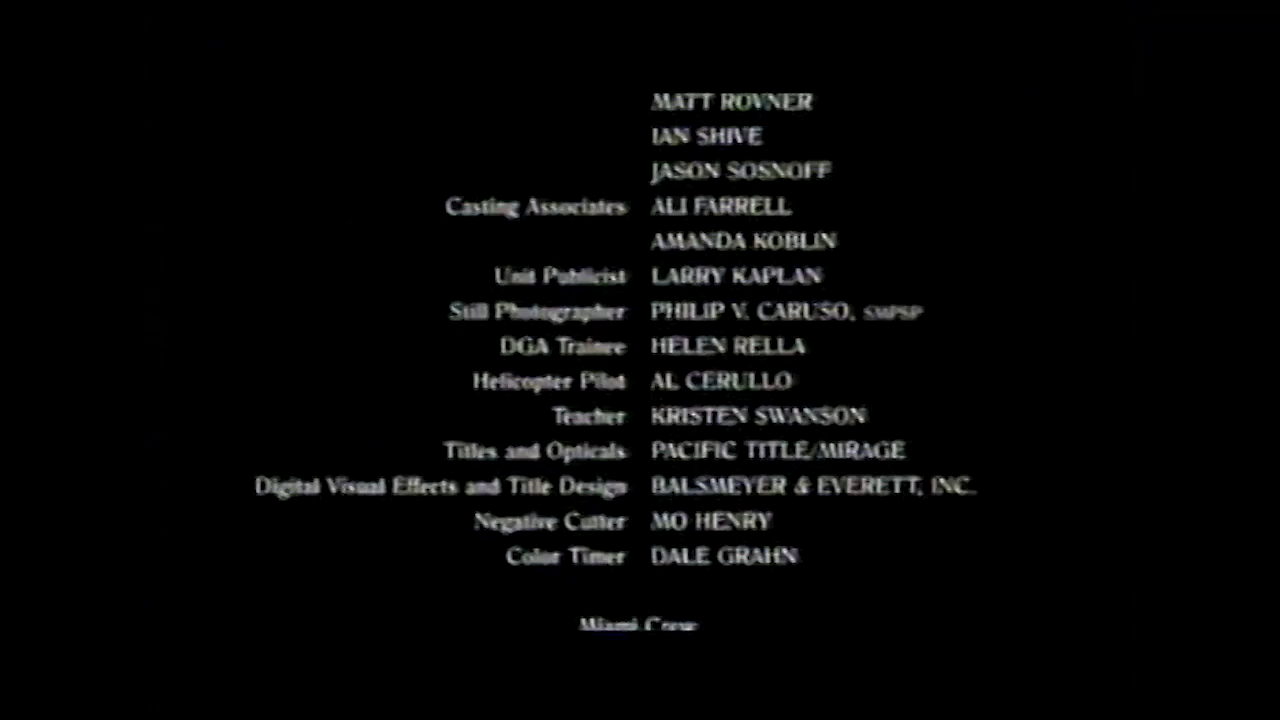 MATT ROVNER
IAN SHIVE
JASON SOSNOFF
Casting Associates ALI FARRELL
AMANDA KOBLIN
Unit Publicist LARRY KAPLAN
Still Photographer PHILIP V. CARUSO, SMPSP
DGA Trainee HELEN RELLA
Helicopter Pilot AL CERULLO
Teacher KRISTEN SWANSON
Titles and Opticals PACIFIC TITLE/MIRAGE
Digital Visual Effects and Title Design BALSMEYER & EVERETT, INC.
Negative Cutter MO HENRY
Color Timer DALE GRAHN
Miami Crew